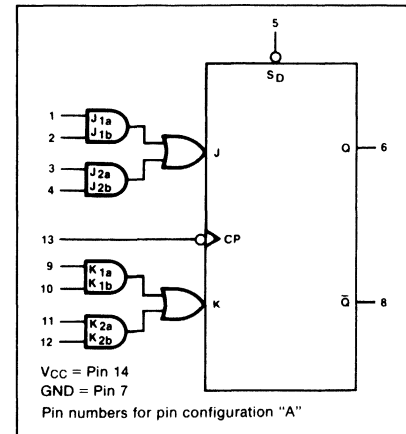 5
SD
1
J1a
2
J1b
J
Q
6
3
J2a
4
J2b
13
CP
9
K1a
10
K1b
K
Q̅
8
11
K2a
12
K2b
VCC = Pin 14
GND = Pin 7
Pin numbers for pin configuration "A"